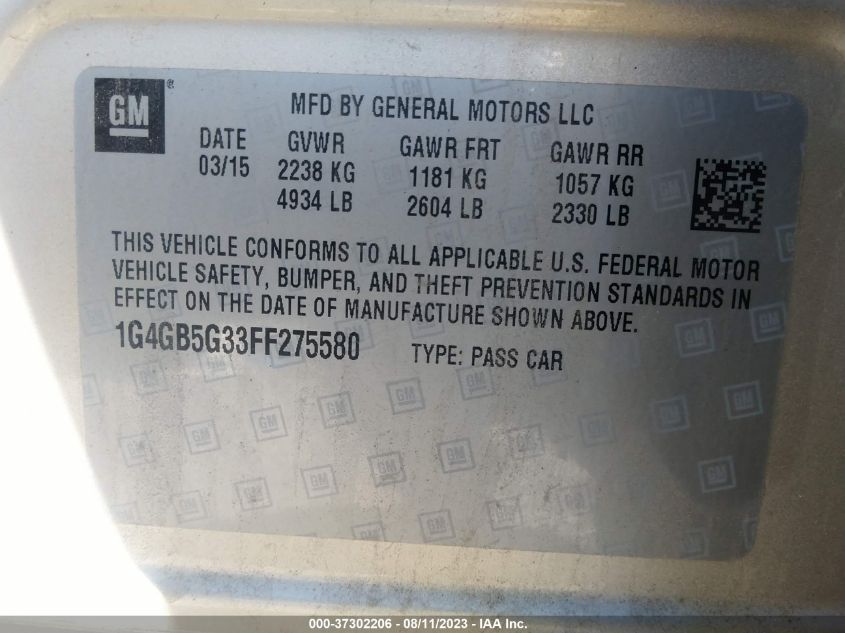 GM ®
MFD BY GENERAL MOTORS LLC
DATE GVWR GAWR FRT GAWR RR
03/15 2238 KG 1181 KG 1057 KG
4934 LB 2604 LB 2330 LB
THIS VEHICLE CONFORMS TO ALL APPLICABLE U.S. FEDERAL MOTOR
VEHICLE SAFETY, BUMPER, AND THEFT PREVENTION STANDARDS IN
EFFECT ON THE DATE OF MANUFACTURE SHOWN ABOVE.
1G4GB5G33FF275580 TYPE: PASS CAR
000-37302206 - 08/11/2023 - © IAA Inc.